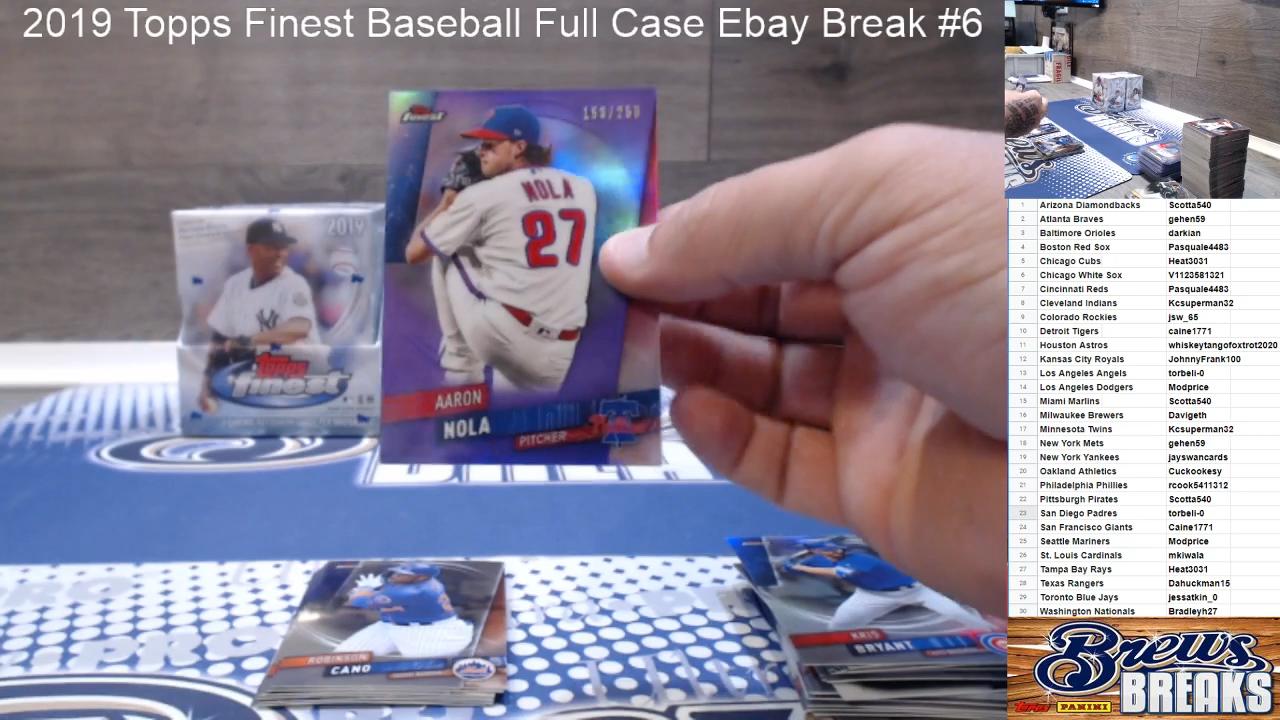 2019 Topps Finest Baseball Full Case Ebay Break #6
Finest
NOLA
27
AARON
NOLA
PITCHER
2019
Topps
finest
ROBINSON
CANO
KRIS
BRYANT
FRAGILE
1 Arizona Diamondbacks Scotta540
2 Atlanta Braves gehen59
3 Baltimore Orioles darkian
4 Boston Red Sox Pasquale4483
5 Chicago Cubs Heat3031
6 Chicago White Sox V1123581321
7 Cincinnati Reds Pasquale4483
8 Cleveland Indians Kcsuperman32
9 Colorado Rockies jsw_65
10 Detroit Tigers caine1771
11 Houston Astros whiskeytangofoxtrot2020
12 Kansas City Royals JohnnyFrank100
13 Los Angeles Angels torbeli-0
14 Los Angeles Dodgers Modprice
15 Miami Marlins Scotta540
16 Milwaukee Brewers Davigeth
17 Minnesota Twins Kcsuperman32
18 New York Mets gehen59
19 New York Yankees jayswancards
20 Oakland Athletics Cuckookesy
21 Philadelphia Phillies rcook5411312
22 Pittsburgh Pirates Scotta540
23 San Diego Padres torbeli-0
24 San Francisco Giants Caine1771
25 Seattle Mariners Modprice
26 St. Louis Cardinals mkiwala
27 Tampa Bay Rays Heat3031
28 Texas Rangers Dahuckman15
29 Toronto Blue Jays jessatkin_0
30 Washington Nationals Bradleyh27
Brews
BREAKS
Topps PANINI